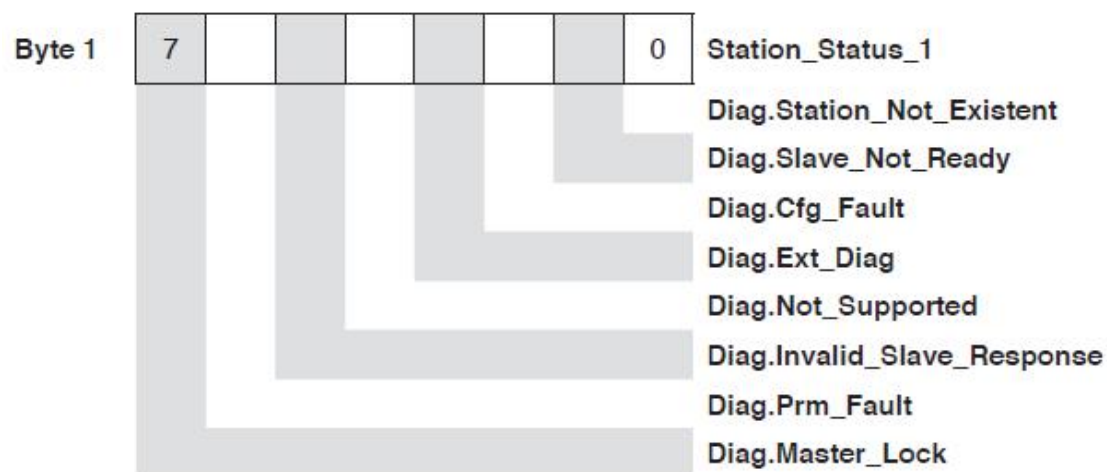 Byte 1 7 0 Station_Status_1
Diag.Station_Not_Existent
Diag.Slave_Not_Ready
Diag.Cfg_Fault
Diag.Ext_Diag
Diag.Not_Supported
Diag.Invalid_Slave_Response
Diag.Prm_Fault
Diag.Master_Lock